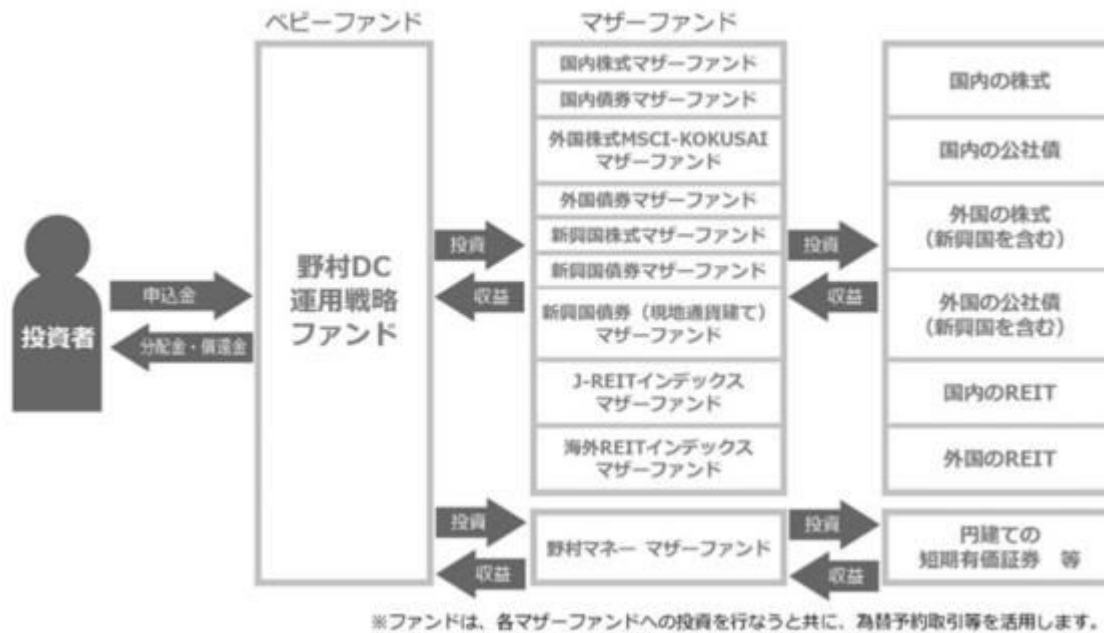 ベビーファンド
マザーファンド
国内株式マザーファンド
国内債券マザーファンド
外国株式MSCI-KOKUSAI
マザーファンド
外国債券マザーファンド
新興国株式マザーファンド
新興国債券マザーファンド
新興国債券（現地通貨建て）
マザーファンド
J-REITインデックス
マザーファンド
海外REITインデックス
マザーファンド
野村マネー マザーファンド
国内の株式
国内の公社債
外国の株式
（新興国を含む）
外国の公社債
（新興国を含む）
国内のREIT
外国のREIT
円建ての
短期有価証券　等
投資者
申込金
分配金・償還金
野村DC
運用戦略
ファンド
投資
収益
投資
収益
投資
収益
投資
収益
※ファンドは、各マザーファンドへの投資を行なうと共に、為替予約取引等を活用します。